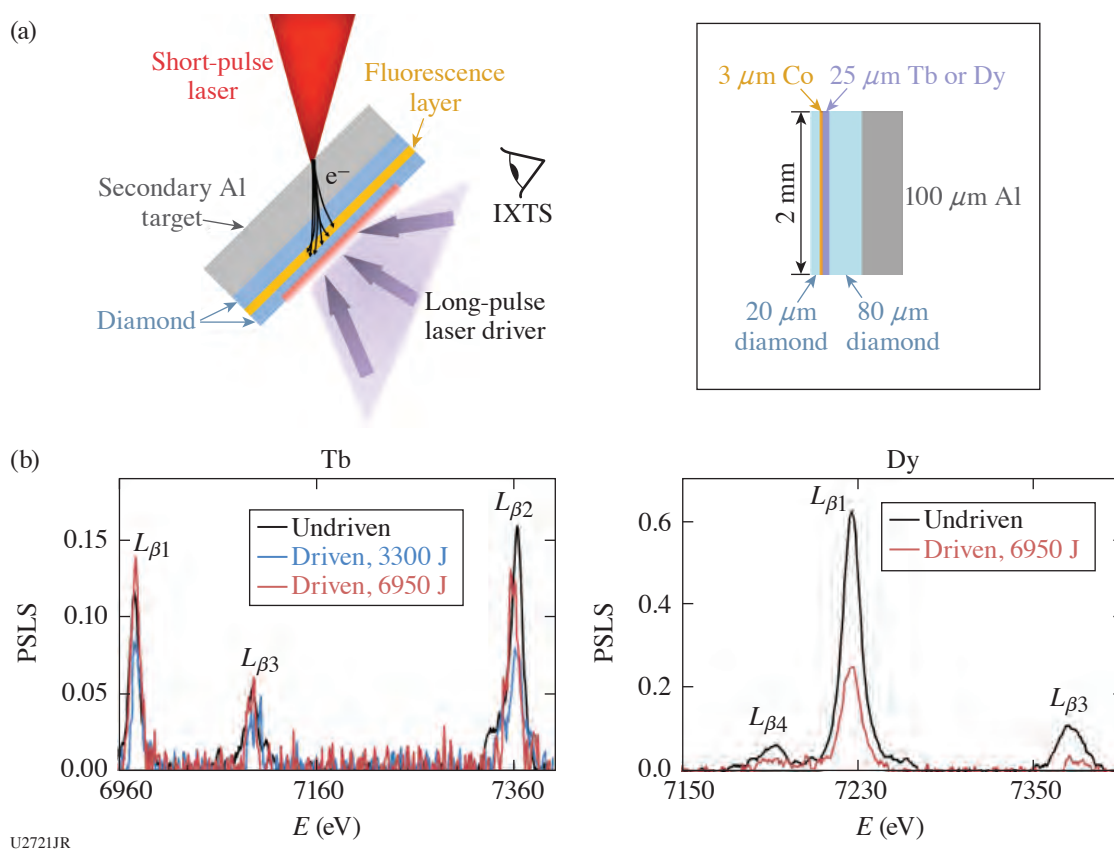 (a)
Short-pulse
laser
Fluorescence
layer
e−
Secondary Al
target
IXTS
Diamond
Long-pulse
laser driver
3 μm Co
25 μm Tb or Dy
2 mm
100 μm Al
20 μm
diamond
80 μm
diamond
(b)
Tb
Lβ1
Lβ3
Lβ2
Undriven
Driven, 3300 J
Driven, 6950 J
PSLS
0.15
0.10
0.05
0.00
6960
7160
7360
E (eV)
Dy
Lβ4
Lβ1
Lβ3
Undriven
Driven, 6950 J
PSLS
0.6
0.4
0.2
0.0
7150
7230
7350
E (eV)
U2721JR